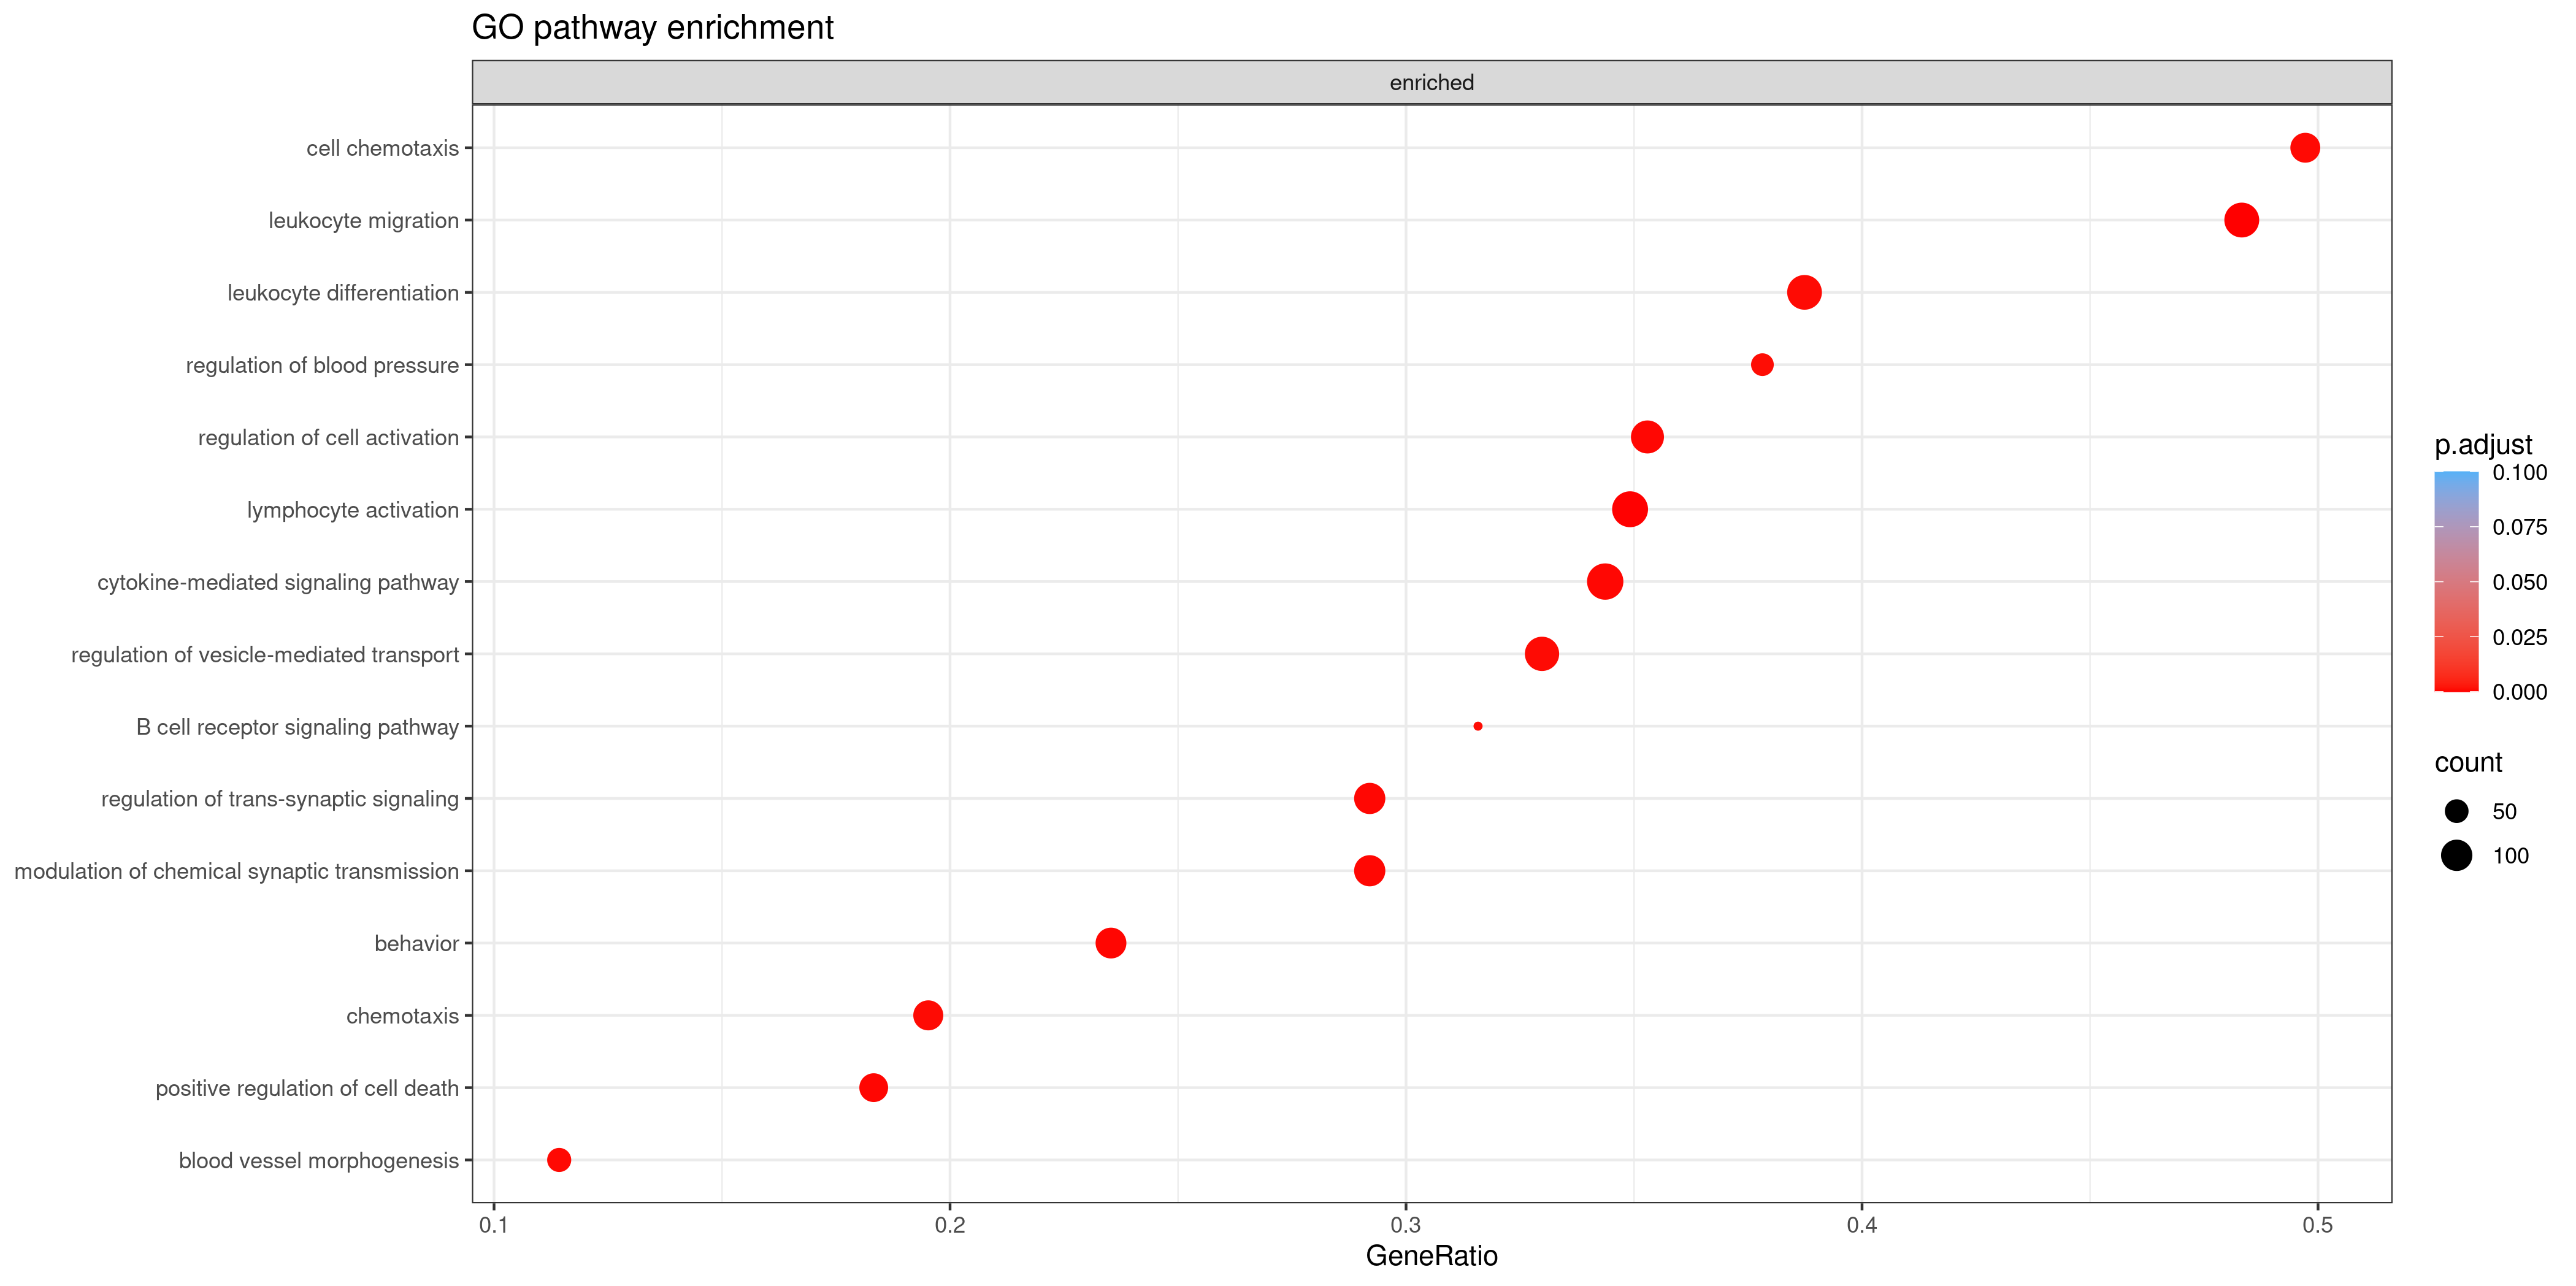 GO pathway enrichment
enriched
cell chemotaxis
leukocyte migration
leukocyte differentiation
regulation of blood pressure
regulation of cell activation
lymphocyte activation
cytokine-mediated signaling pathway
regulation of vesicle-mediated transport
B cell receptor signaling pathway
regulation of trans-synaptic signaling
modulation of chemical synaptic transmission
behavior
chemotaxis
positive regulation of cell death
blood vessel morphogenesis
0.1 0.2 0.3 0.4 0.5
GeneRatio
p.adjust
0.100
0.075
0.050
0.025
0.000
count
50
100